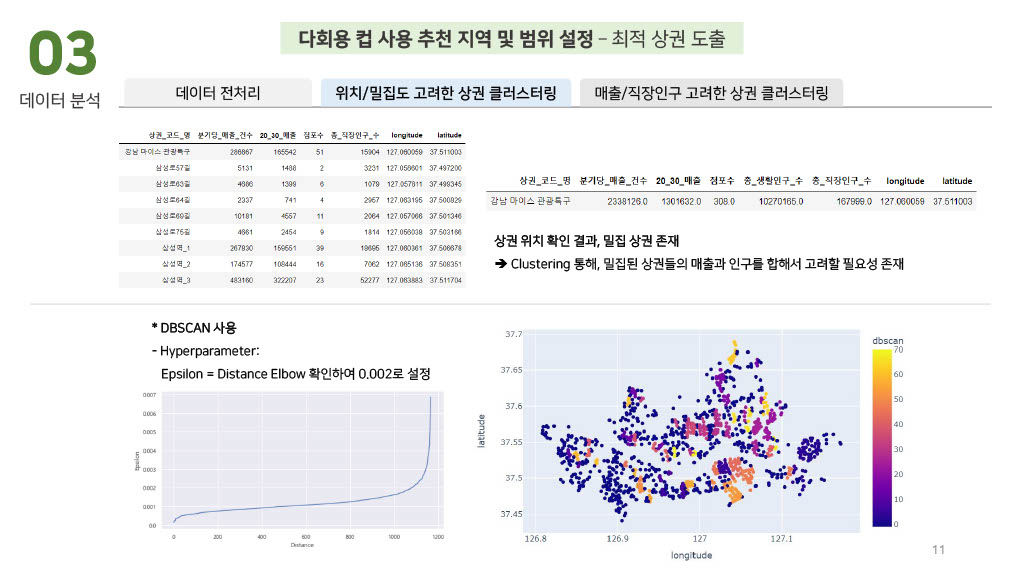 03
데이터 분석
다회용 컵 사용 추천 지역 및 범위 설정 – 최적 상권 도출
데이터 전처리
위치/밀집도 고려한 상권 클러스터링
매출/직장인구 고려한 상권 클러스터링
상권_코드_명 분기당_매출_건수 20_30_매출 점포수 총_직장인구_수 longitude latitude
강남 마이스 관광특구 286867 165542 51 15904 127.060059 37.511003
삼성로57길 5131 1488 2 3231 127.058601 37.497200
삼성로63길 4686 1399 6 1079 127.057811 37.499345
삼성로64길 2337 741 4 2957 127.063195 37.500829
삼성로69길 10181 4557 11 2064 127.057066 37.501346
삼성로75길 4661 2454 9 1814 127.056038 37.503166
삼성역_1 267830 159551 39 18695 127.060361 37.506678
삼성역_2 174577 108444 16 7062 127.065136 37.508351
삼성역_3 483160 322207 23 52277 127.063883 37.511704
상권_코드_명 분기당_매출_건수 20_30_매출 점포수 총_생활인구_수 총_직장인구_수 longitude latitude
강남 마이스 관광특구 2338126.0 1301632.0 308.0 10270165.0 167999.0 127.060059 37.511003
상권 위치 확인 결과, 밀집 상권 존재
➔ Clustering 통해, 밀집된 상권들의 매출과 인구를 합해서 고려할 필요성 존재
* DBSCAN 사용
- Hyperparameter:
Epsilon = Distance Elbow 확인하여 0.002로 설정
0.007
0.006
0.005
0.004
0.003
0.002
0.001
0.0
Epsilon
0 200 400 600 800 1000 1200
Distance
37.7
37.65
37.6
37.55
37.5
37.45
latitude
126.8 126.9 127 127.1
longitude
dbscan
70
60
50
40
30
20
10
0
11